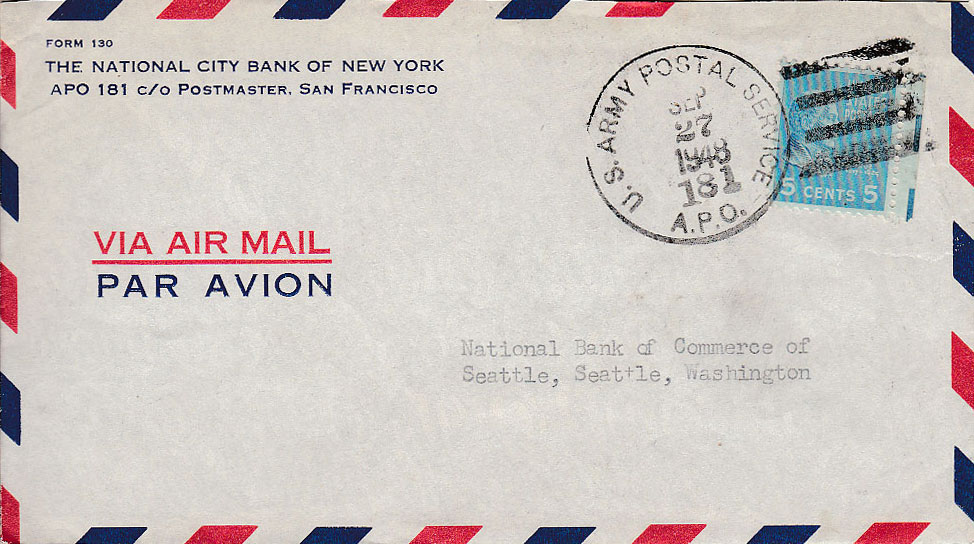 FORM 130
THE NATIONAL CITY BANK OF NEW YORK
APO 181 C/O POSTMASTER, SAN FRANCISCO
U.S. ARMY POSTAL SERVICE
SEP
27
1948
181
A.P.O.
STATES
5 CENTS 5
VIA AIR MAIL
PAR AVION
National Bank of Commerce of
Seattle, Seattle, Washington